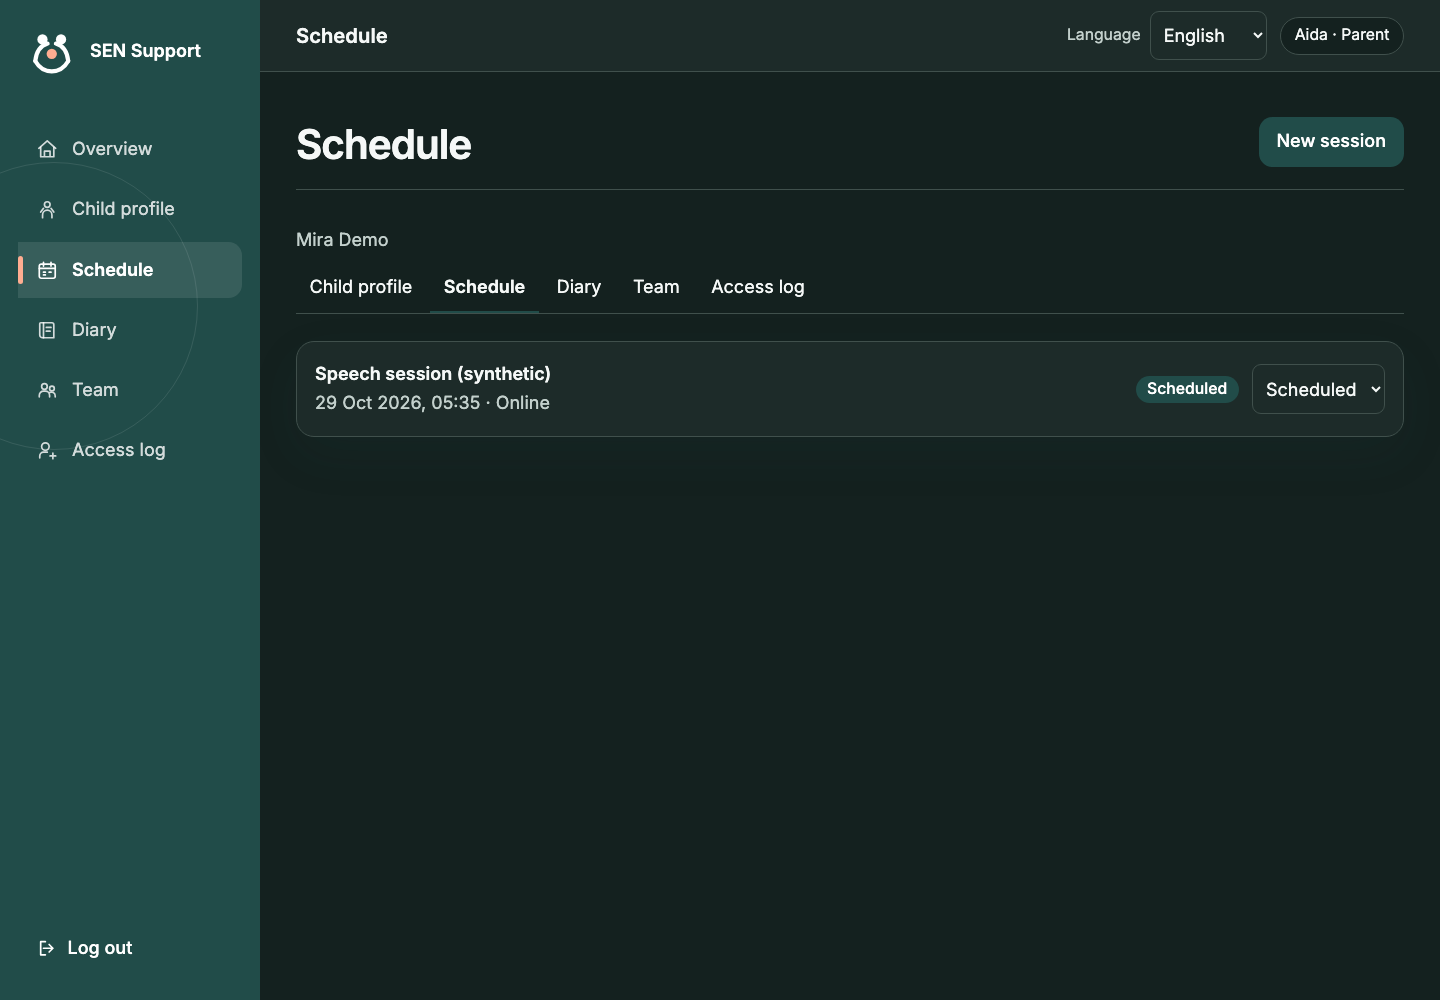 SEN Support
Overview
Child profile
Schedule
Diary
Team
Access log
Log out
Schedule
Language
English
Aida · Parent
Schedule
New session
Mira Demo
Child profile
Schedule
Diary
Team
Access log
Speech session (synthetic)
29 Oct 2026, 05:35 · Online
Scheduled
Scheduled